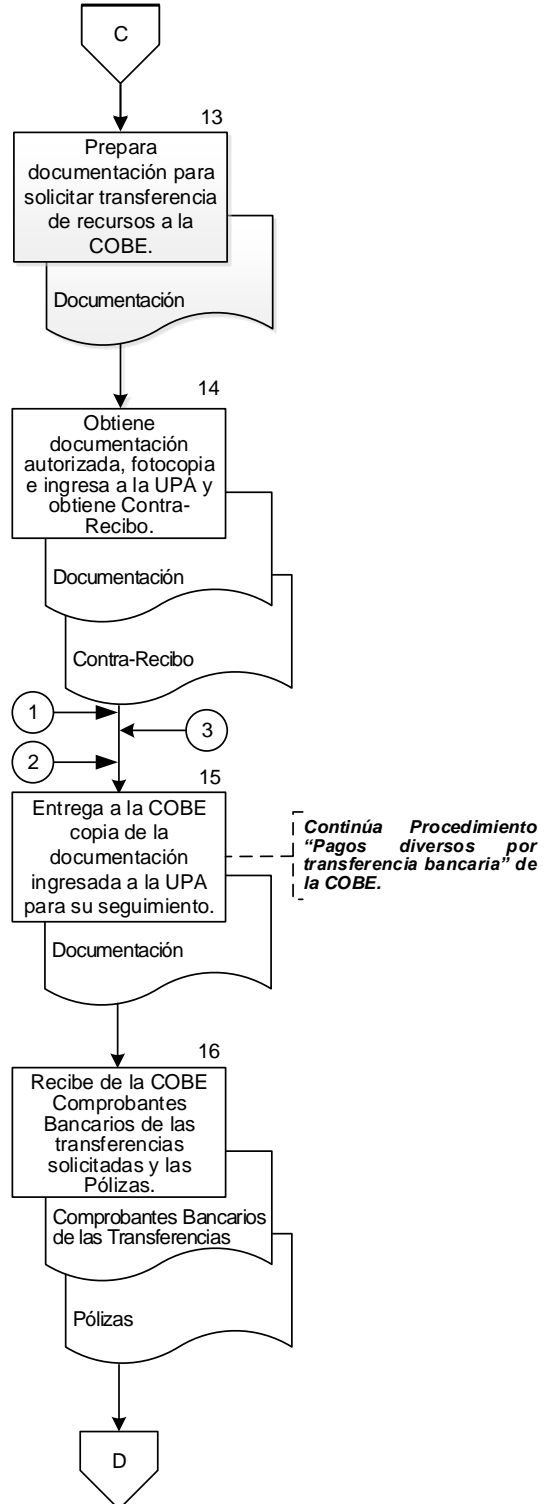 C
13
Prepara
documentación para
solicitar transferencia
de recursos a la
COBE.
Documentación
14
Obtiene
documentación
autorizada, fotocopia
e ingresa a la UPA y
obtiene Contra-
Recibo.
Documentación
Contra-Recibo
1
3
2
15
Entrega a la COBE
copia de la
documentación
ingresada a la UPA
para su seguimiento.
Continúa Procedimiento
“Pagos diversos por
transferencia bancaria” de
la COBE.
Documentación
16
Recibe de la COBE
Comprobantes
Bancarios de las
transferencias
solicitadas y las
Pólizas.
Comprobantes Bancarios
de las Transferencias
Pólizas
D